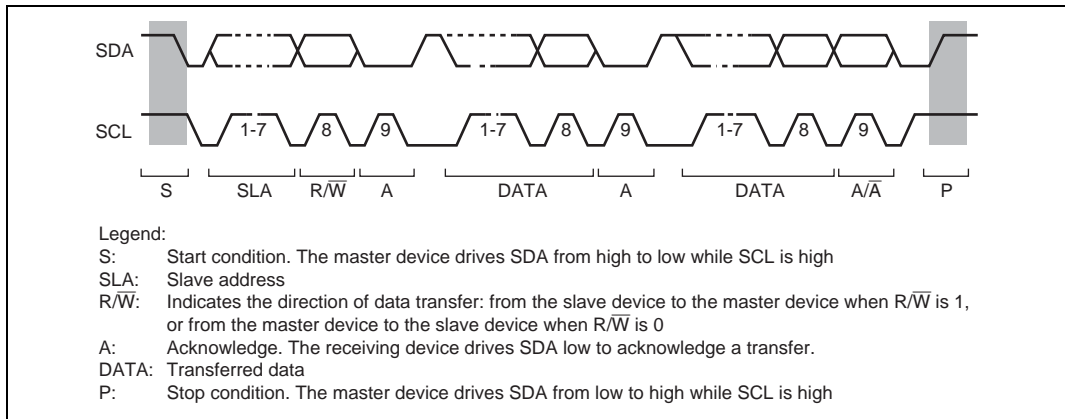 SDA
SCL 1-7 8 9 1-7 8 9 1-7 8 9
S SLA R/W̅ A DATA A DATA A/A̅ P
Legend:
S: Start condition. The master device drives SDA from high to low while SCL is high
SLA: Slave address
R/W̅: Indicates the direction of data transfer: from the slave device to the master device when R/W̅ is 1,
or from the master device to the slave device when R/W̅ is 0
A: Acknowledge. The receiving device drives SDA low to acknowledge a transfer.
DATA: Transferred data
P: Stop condition. The master device drives SDA from low to high while SCL is high